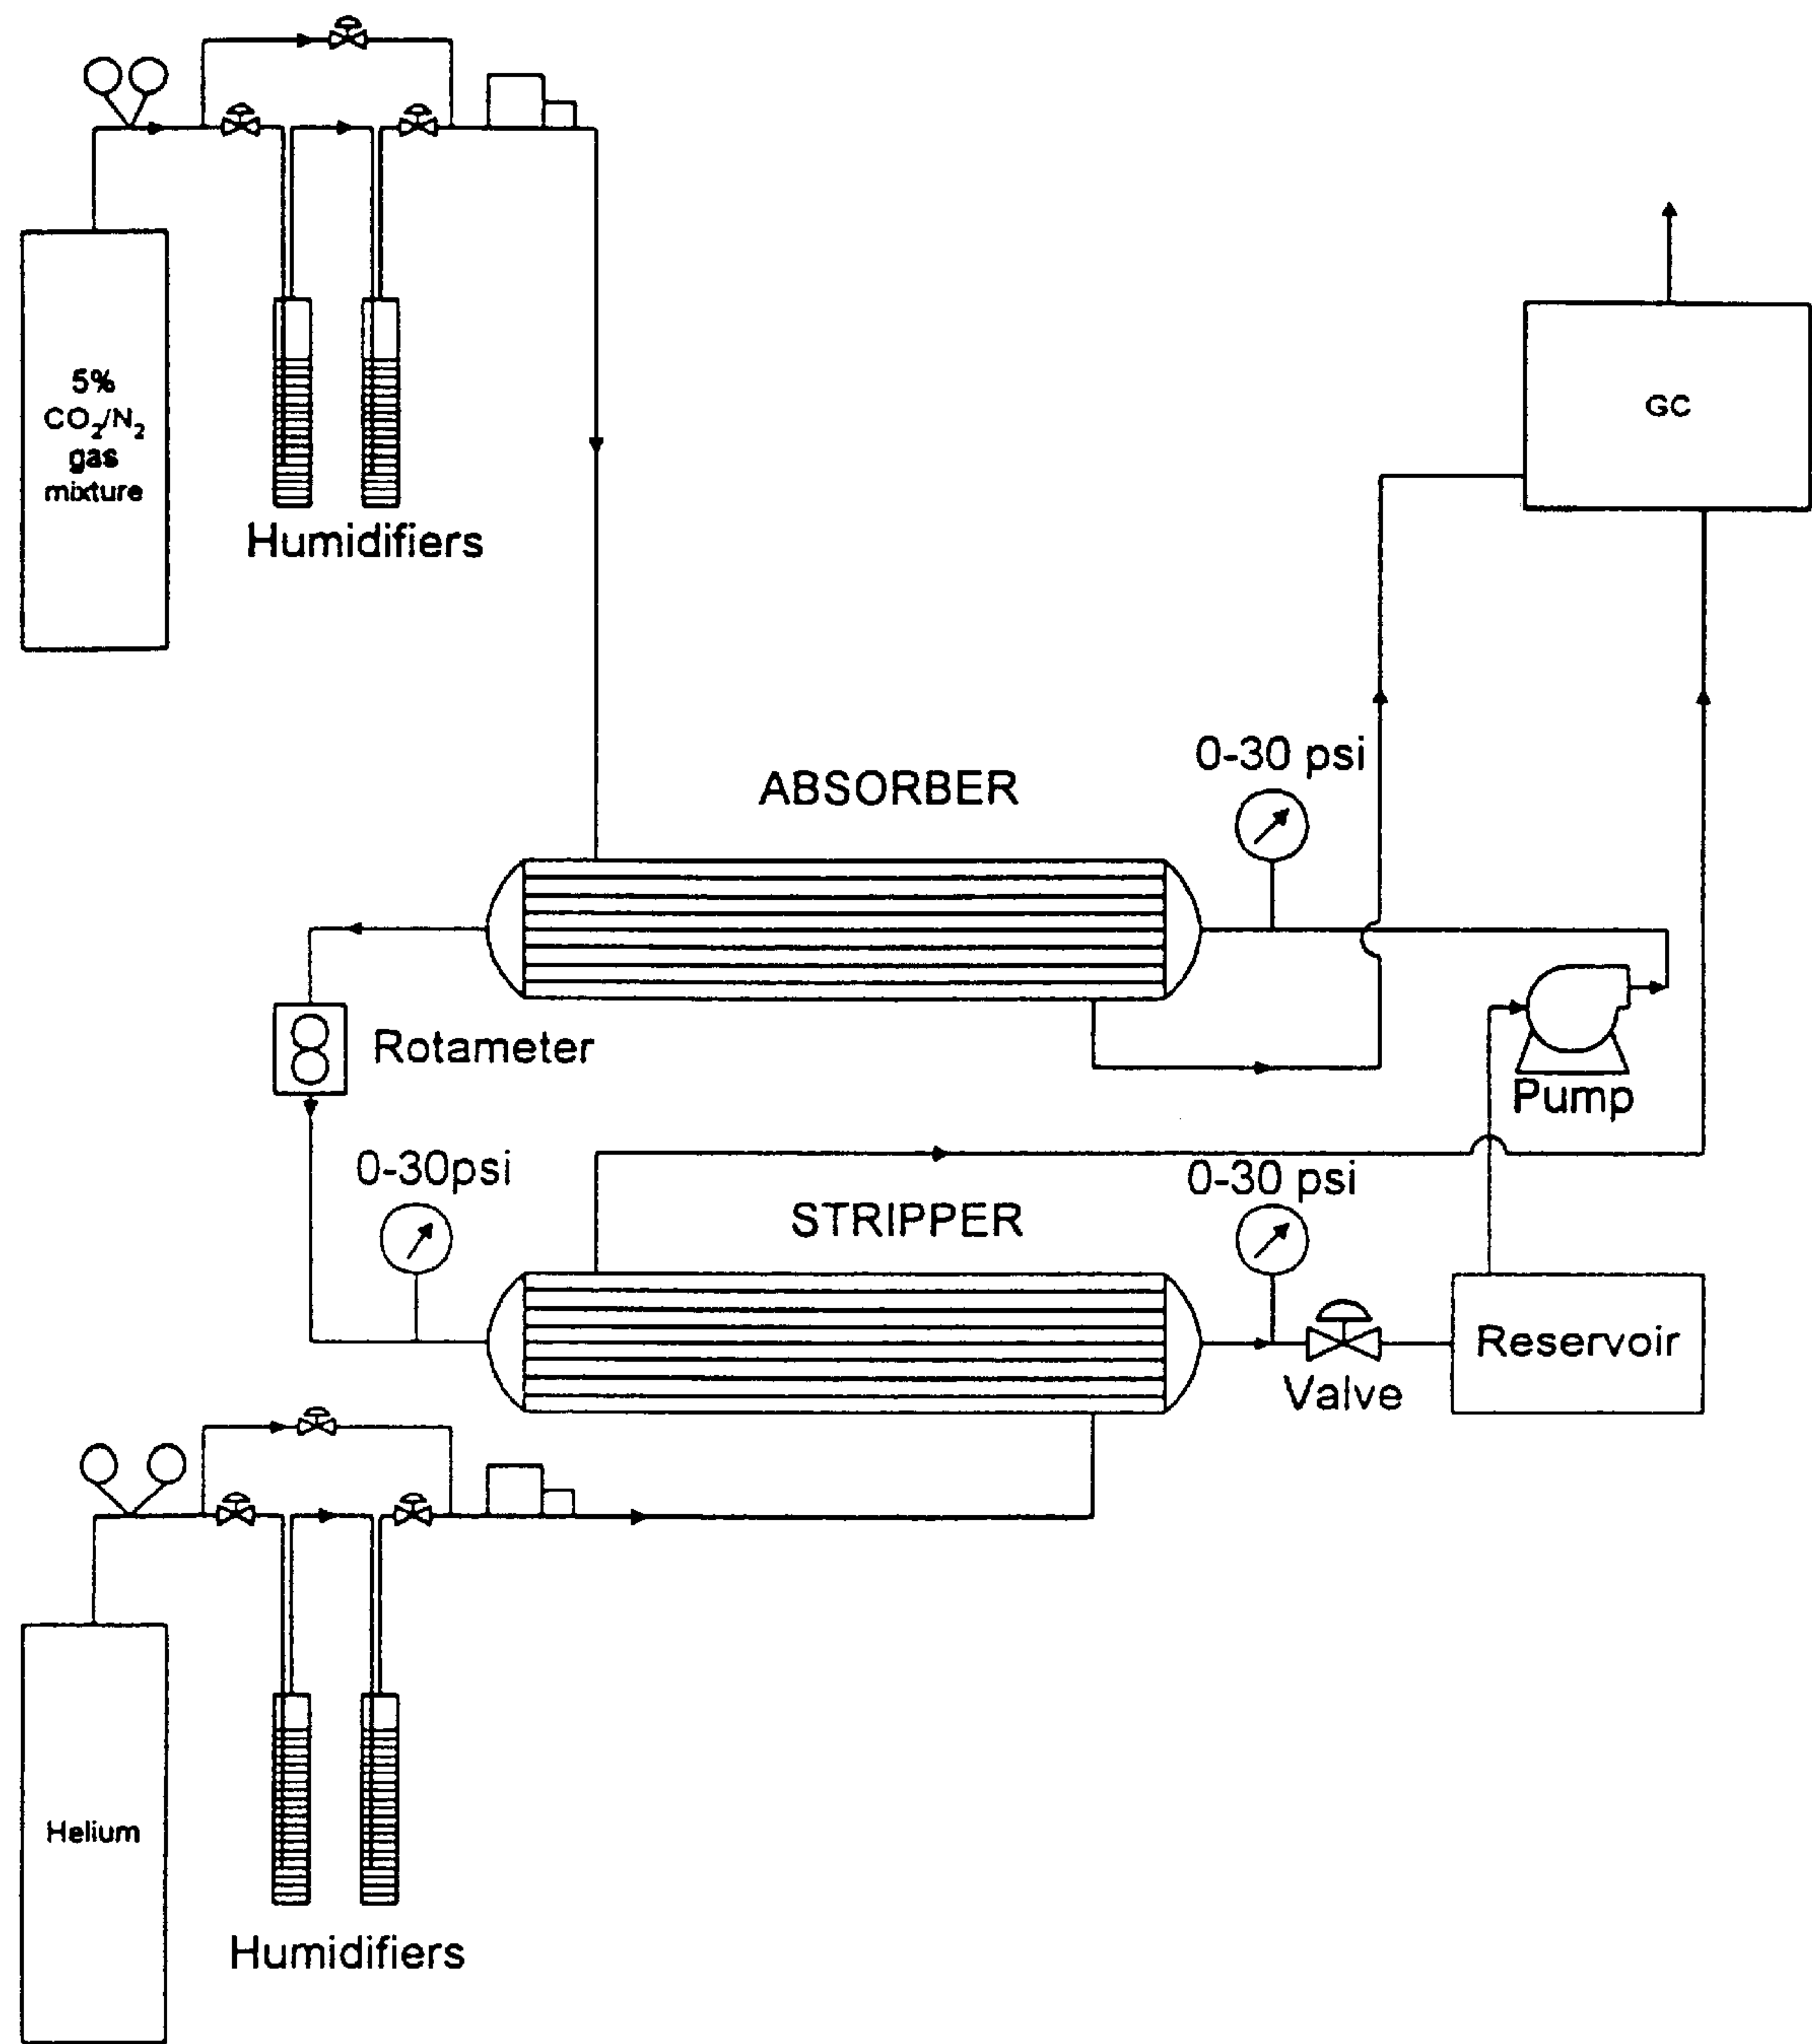 5%
CO₂/N₂
gas
mixture
Humidifiers
GC
0-30 psi
ABSORBER
Rotameter
Pump
0-30psi
0-30 psi
STRIPPER
Reservoir
Valve
Helium
Humidifiers